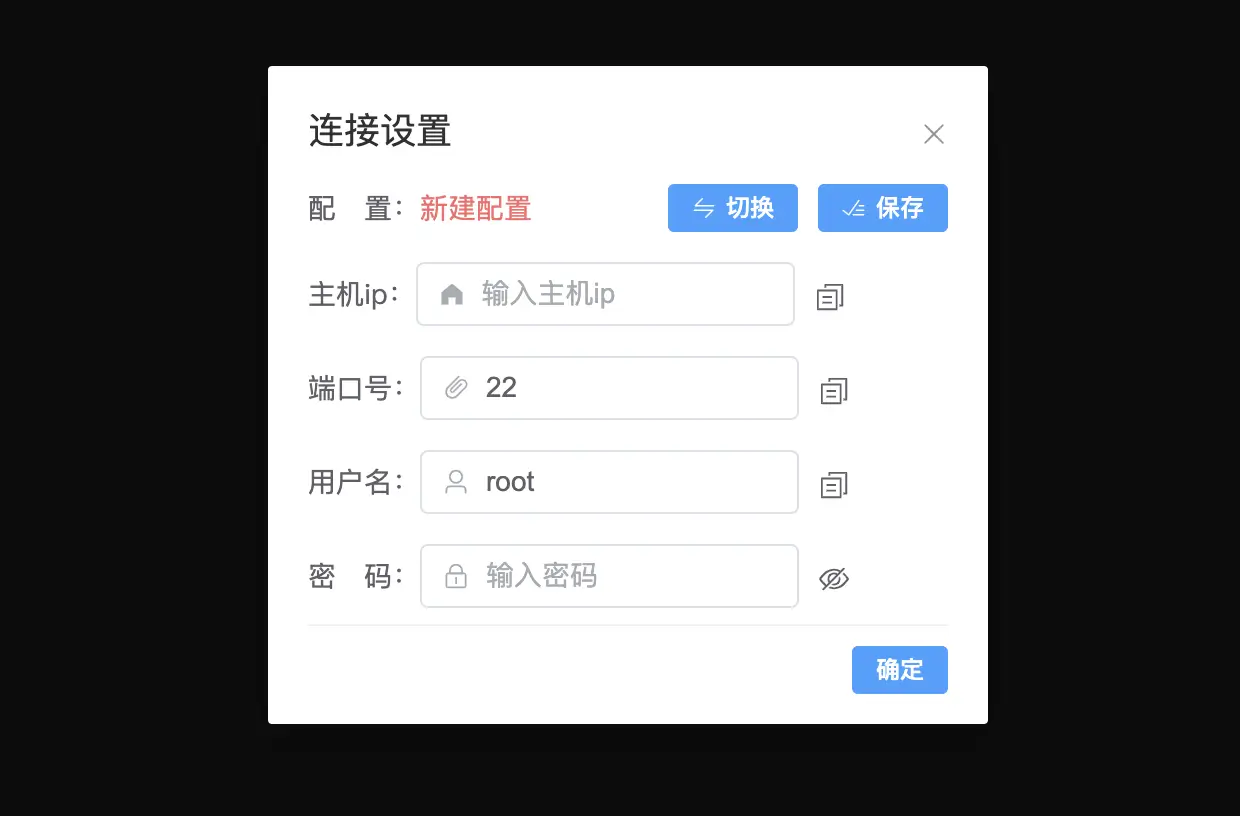 连接设置
配 置：新建配置 切换 保存
主机ip： 输入主机ip
端口号： 22
用户名： root
密 码： 输入密码
确定